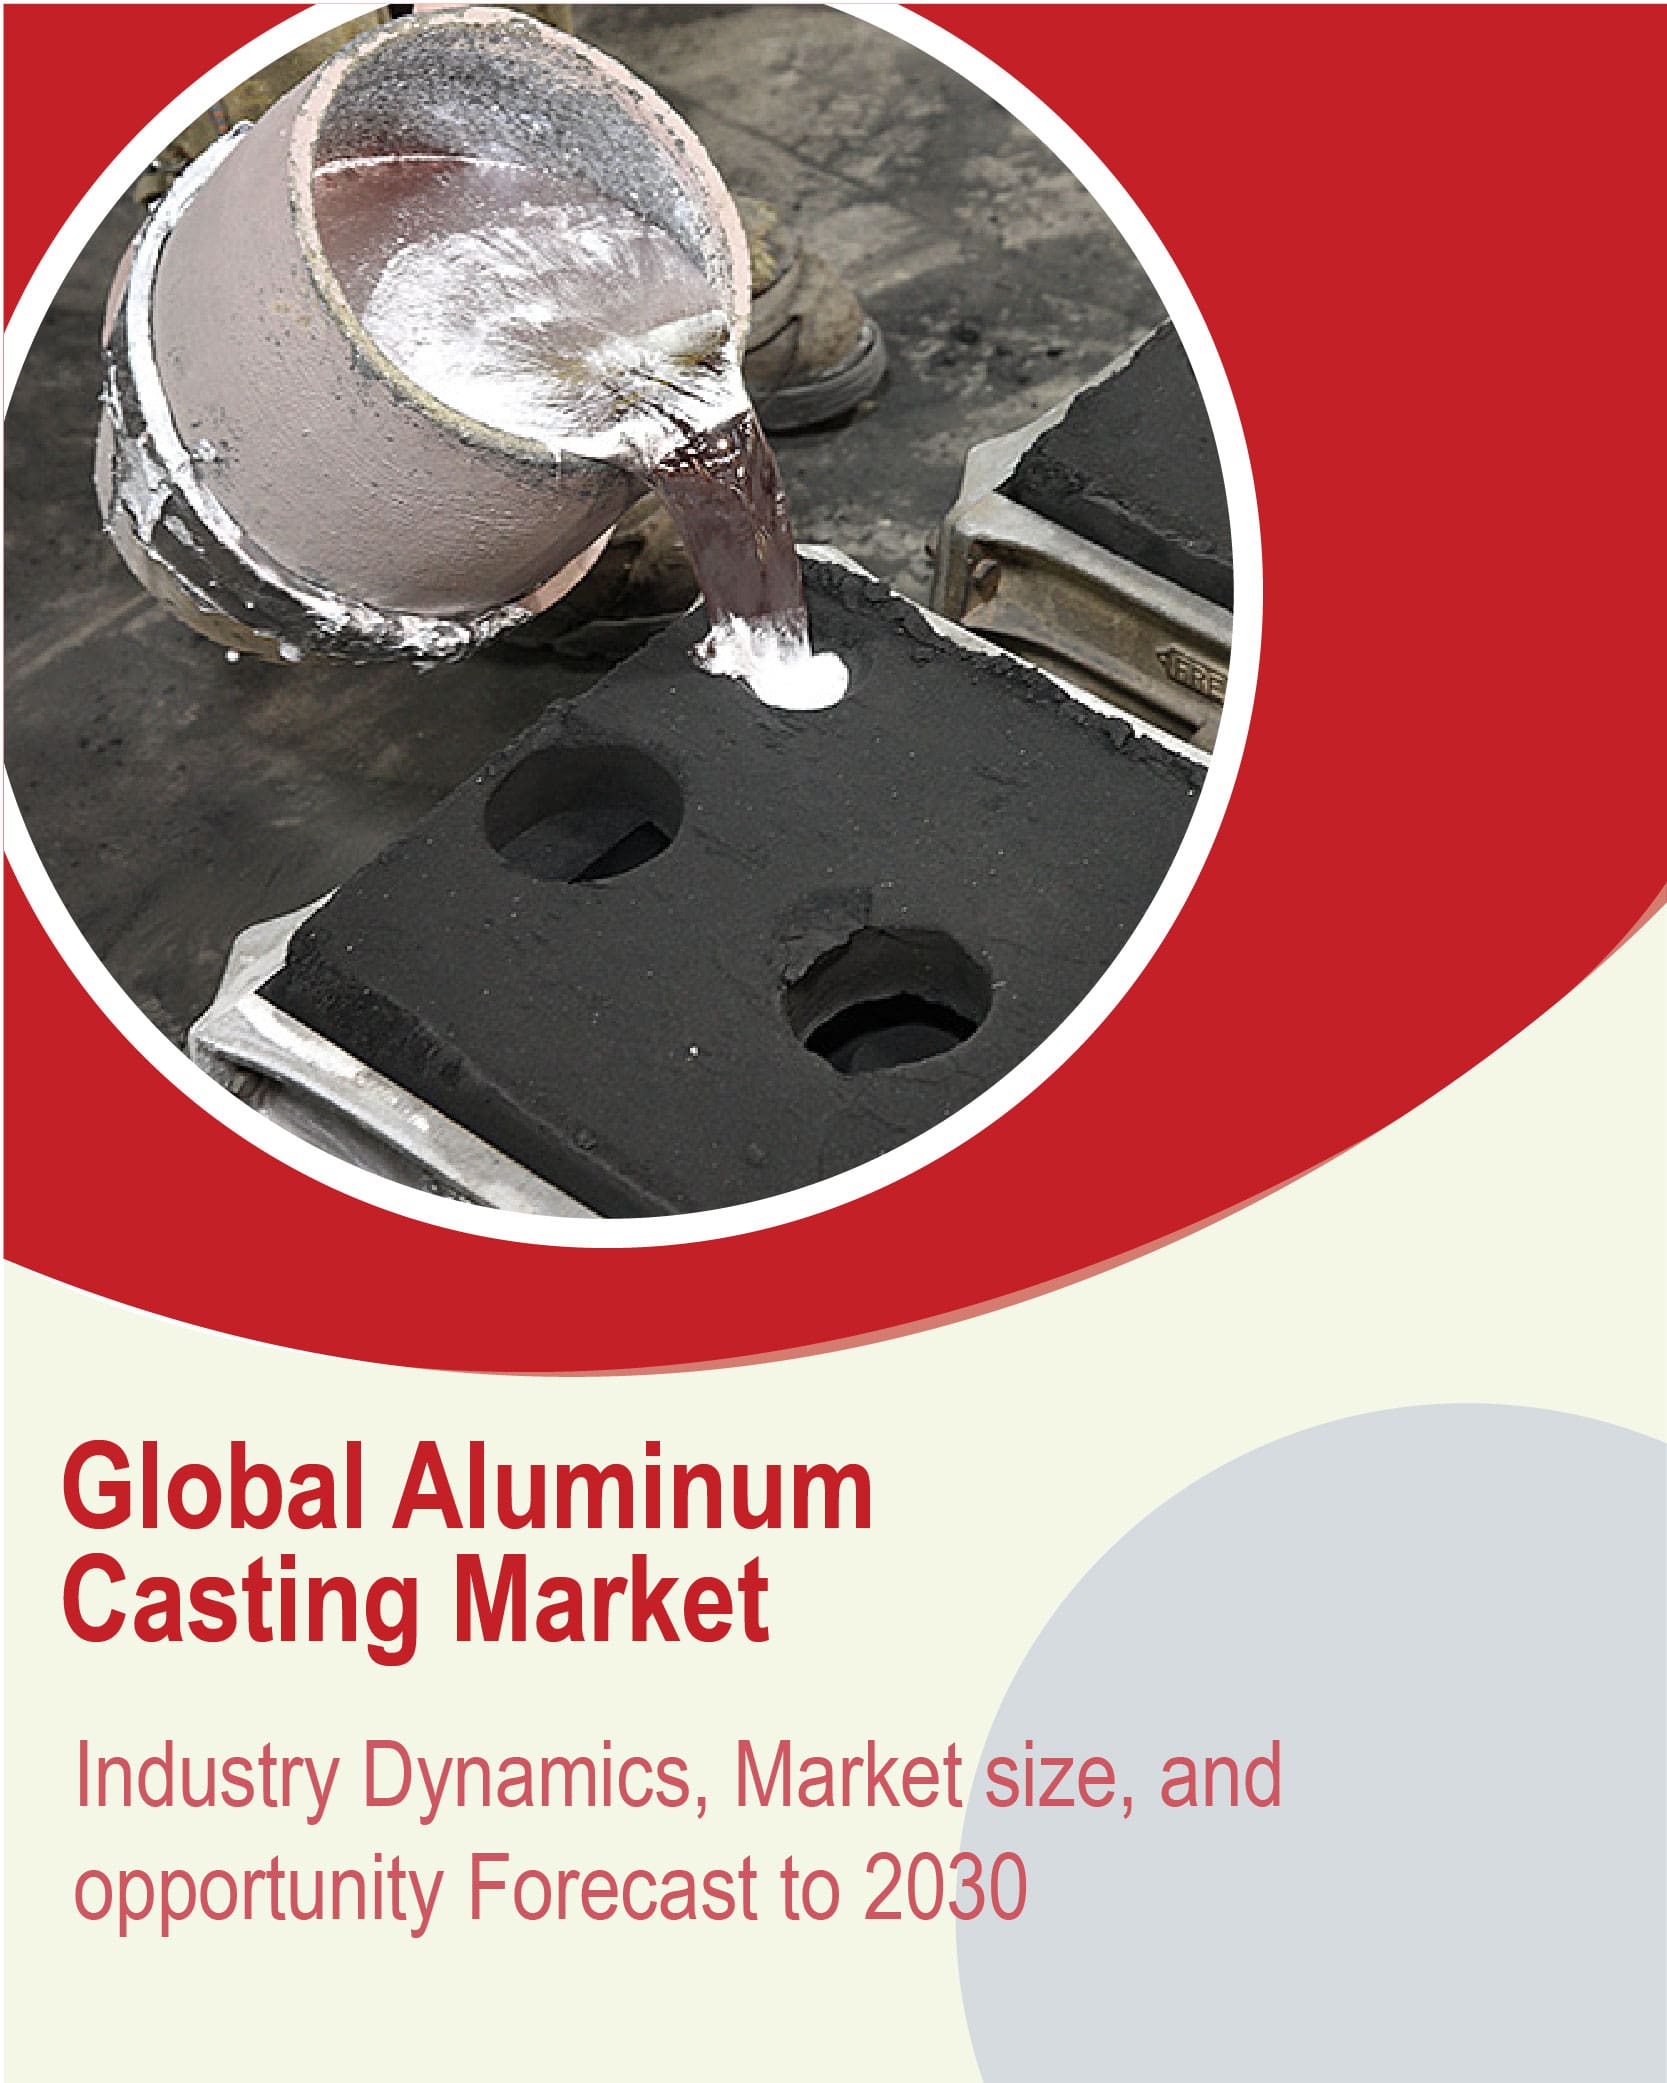 Global Aluminum
Casting Market
Industry Dynamics, Market size, and
opportunity Forecast to 2030